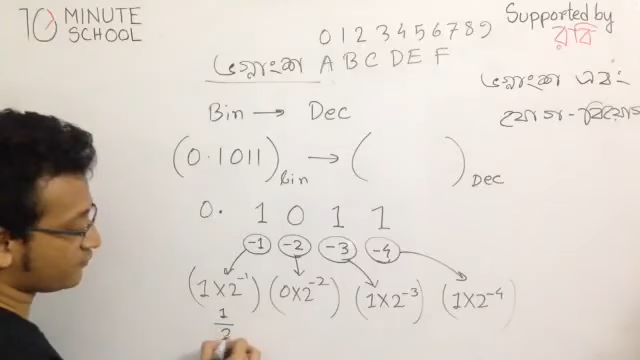 10 MINUTE SCHOOL
Supported by
রবি
0 1 2 3 4 5 6 7 8 9
ভগ্নাংশ A B C D E F
ভগ্নাংশ এবং
যোগ-বিয়োগ
Bin → Dec
(0.1011)Bin → ( )Dec
0. 1 0 1 1
-1 -2 -3 -4
(1×2⁻¹) (0×2⁻²) (1×2⁻³) (1×2⁻⁴)
1
2